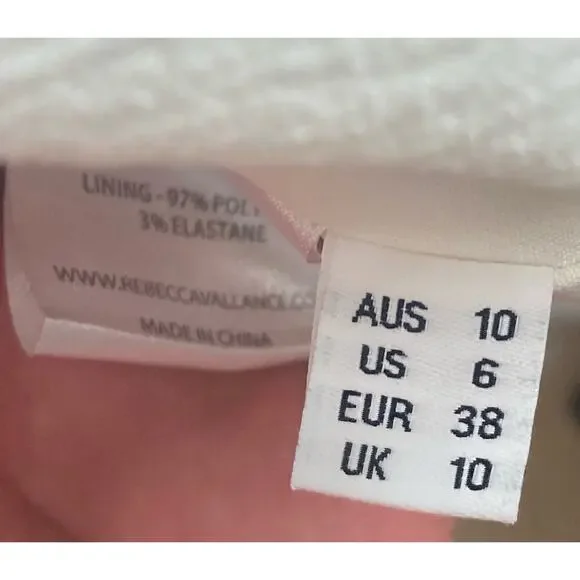 LINING - 97% POLY
3% ELASTANE
WWW.REBECCAVALLANCE.CO
MADE IN CHINA
AUS 10
US 6
EUR 38
UK 10